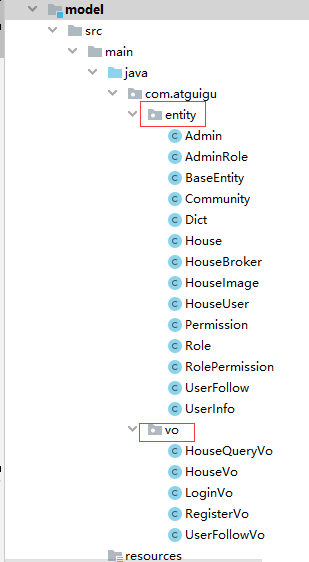 model
src
main
java
com.atguigu
entity
Admin
AdminRole
BaseEntity
Community
Dict
House
HouseBroker
HouseImage
HouseUser
Permission
Role
RolePermission
UserFollow
UserInfo
vo
HouseQueryVo
HouseVo
LoginVo
RegisterVo
UserFollowVo
resources